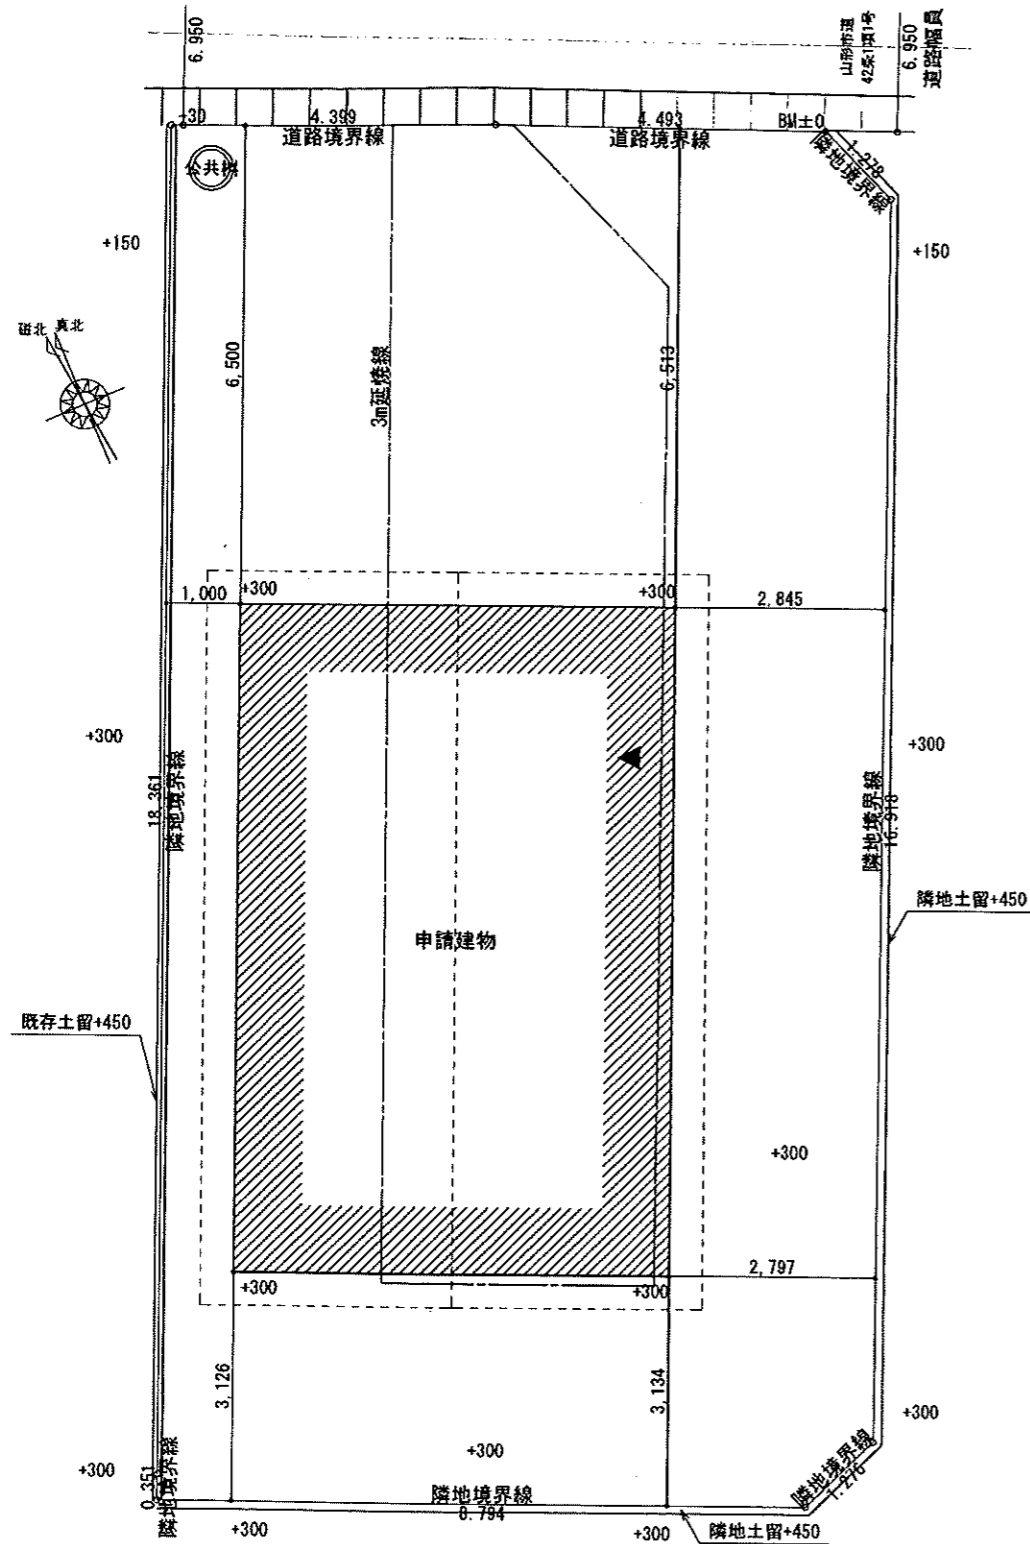 6.950
山形市道
42条1項1号
6.950
道路幅員
+30
4.399
4.493
BM±0
道路境界線
道路境界線
1.278
隣地境界線
公共桝
+150
+150
磁北
真北
6,500
3m延焼線
6,513
1,000
+300
+300
2,845
+300
+300
18.361
隣地境界線
隣地境界線
16.918
隣地土留+450
申請建物
既存土留+450
+300
2,797
+300
+300
3,126
3,134
+300
+300
+300
0.351
隣地境界線
隣地境界線
8.794
隣地境界線
1.276
+300
+300
隣地土留+450